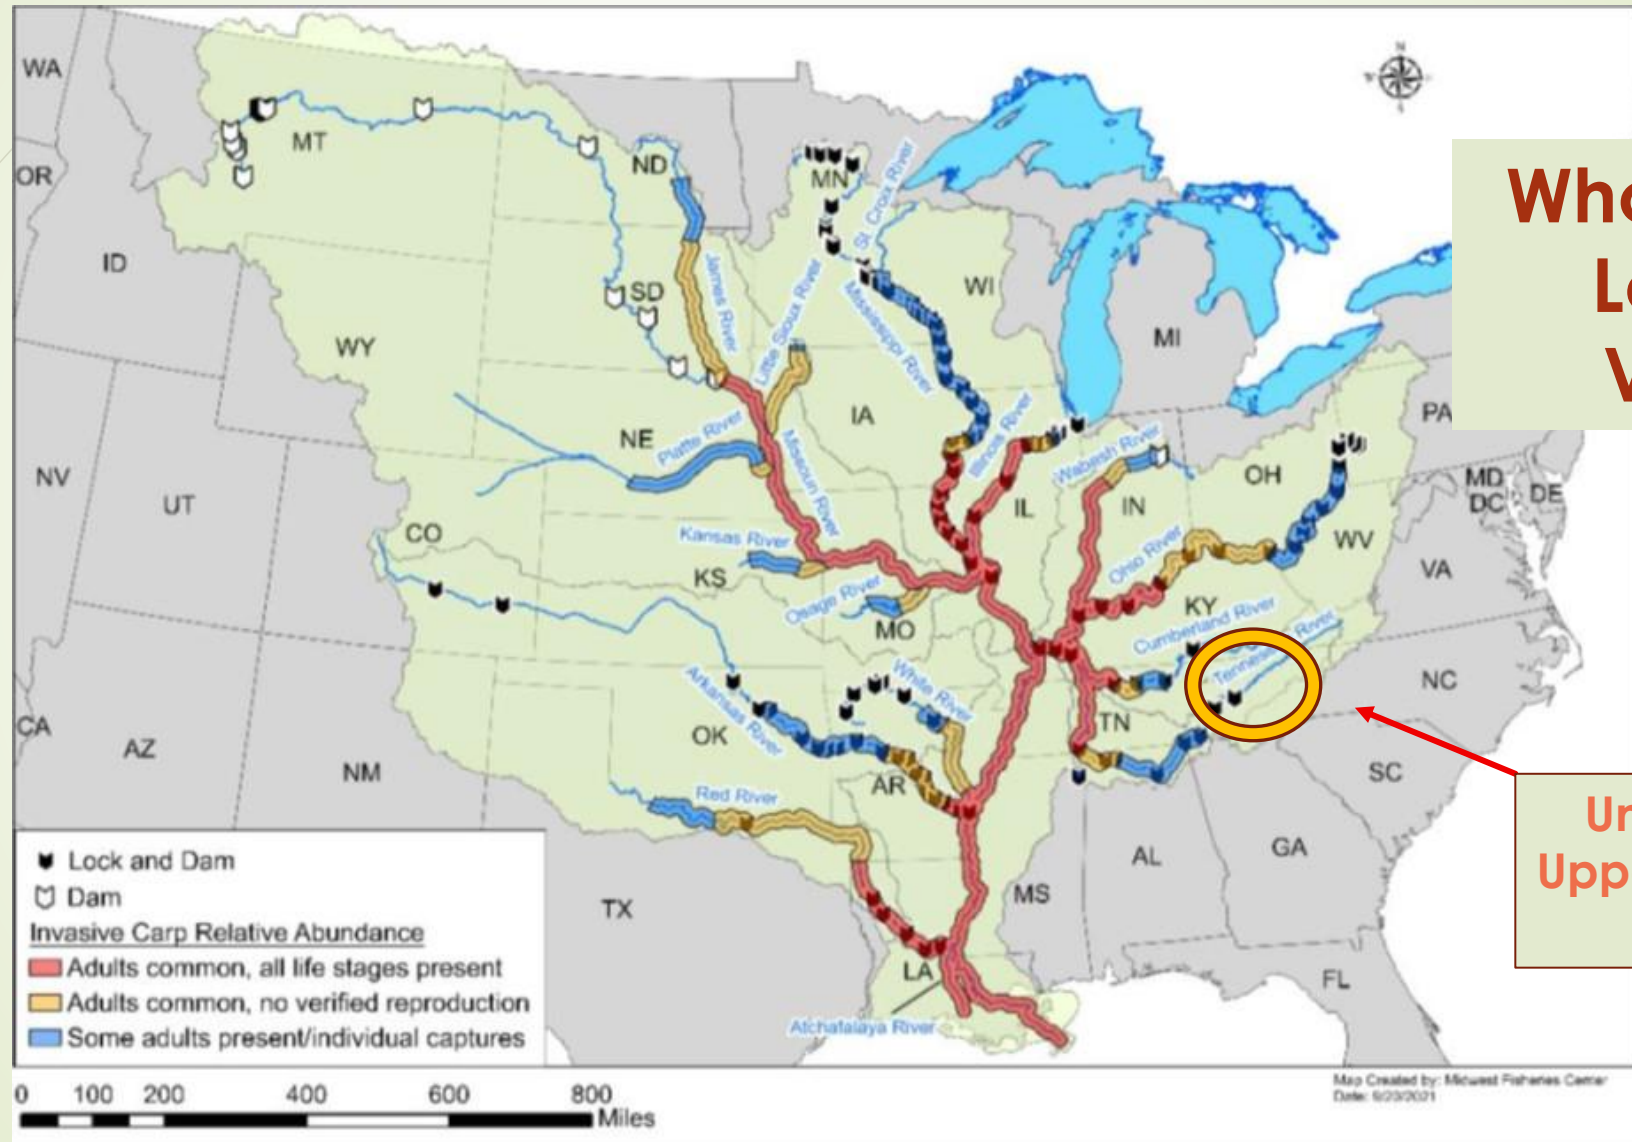 WA
OR
ID
MT
ND
MN
WI
MI
SD
WY
IA
NE
NV
UT
CO
KS
MO
IL
IN
OH
PA
MD
DC
DE
WV
VA
KY
NC
TN
SC
CA
AZ
NM
OK
AR
TX
LA
MS
AL
GA
FL
St Croix River
James River
Little Sioux River
Mississippi River
Illinois River
Platte River
Missouri River
Wabash River
Kansas River
Osage River
Ohio River
Cumberland River
River
White River
Arkansas River
Red River
Atchafalaya River
N
Lock and Dam
Dam
Invasive Carp Relative Abundance
Adults common, all life stages present
Adults common, no verified reproduction
Some adults present/individual captures
0 100 200 400 600 800
Miles
Map Created by: Midwest Fisheries Center
Date: 9/23/2021